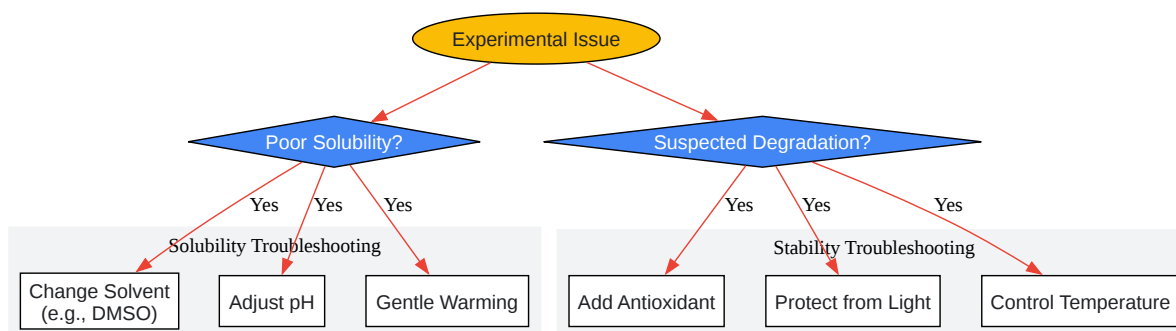 Experimental Issue
Poor Solubility?
Suspected Degradation?
Yes
Yes
Yes
Yes
Yes
Yes
Solubility Troubleshooting
Stability Troubleshooting
Change Solvent
(e.g., DMSO)
Adjust pH
Gentle Warming
Add Antioxidant
Protect from Light
Control Temperature